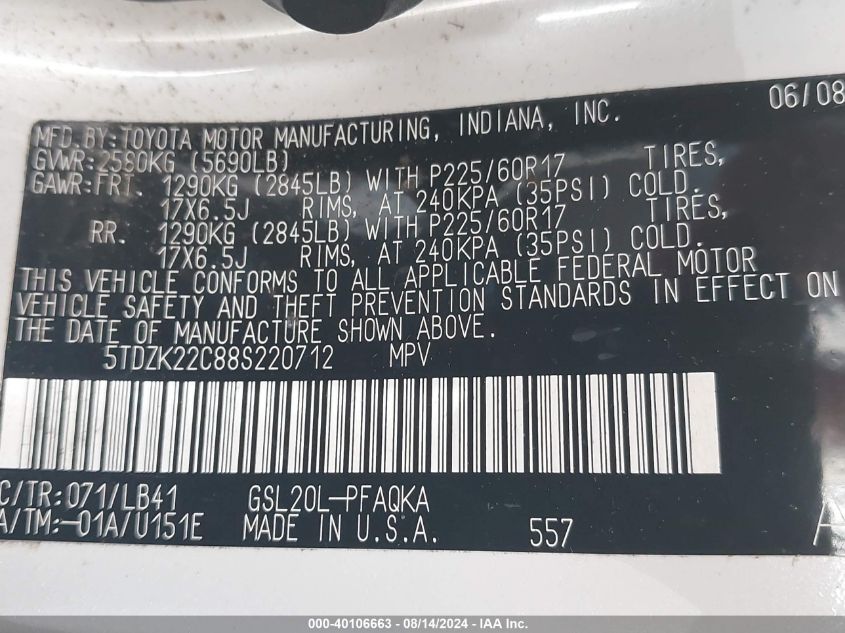 06/08
MFD.BY:TOYOTA MOTOR MANUFACTURING, INDIANA, INC.
GVWR:2580KG (5690LB)
GAWR:FRT. 1290KG (2845LB) WITH P225/60R17 TIRES,
17X6.5J RIMS, AT 240KPA (35PSI) COLD.
RR. 1290KG (2845LB) WITH P225/60R17 TIRES,
17X6.5J RIMS, AT 240KPA (35PSI) COLD.
THIS VEHICLE CONFORMS TO ALL APPLICABLE FEDERAL MOTOR
VEHICLE SAFETY AND THEFT PREVENTION STANDARDS IN EFFECT ON
THE DATE OF MANUFACTURE SHOWN ABOVE.
5TDZK22C88S220712 MPV
C/TR:071/LB41 GSL20L-PFAQKA
A/TM:-01A/U151E MADE IN U.S.A. 557 A
000-40106663 - 08/14/2024 - IAA Inc.